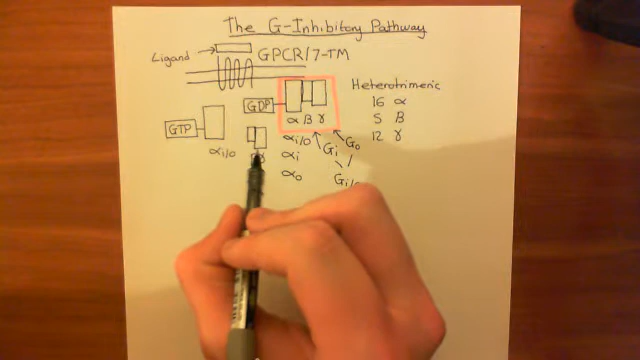 The G-Inhibitory Pathway
Ligand → GPCR/7-TM
GDP
α β γ
Heterotrimeric
16 α
5 β
12 γ
GTP
αi/o
αi/o
αi
αo
Gi
Go